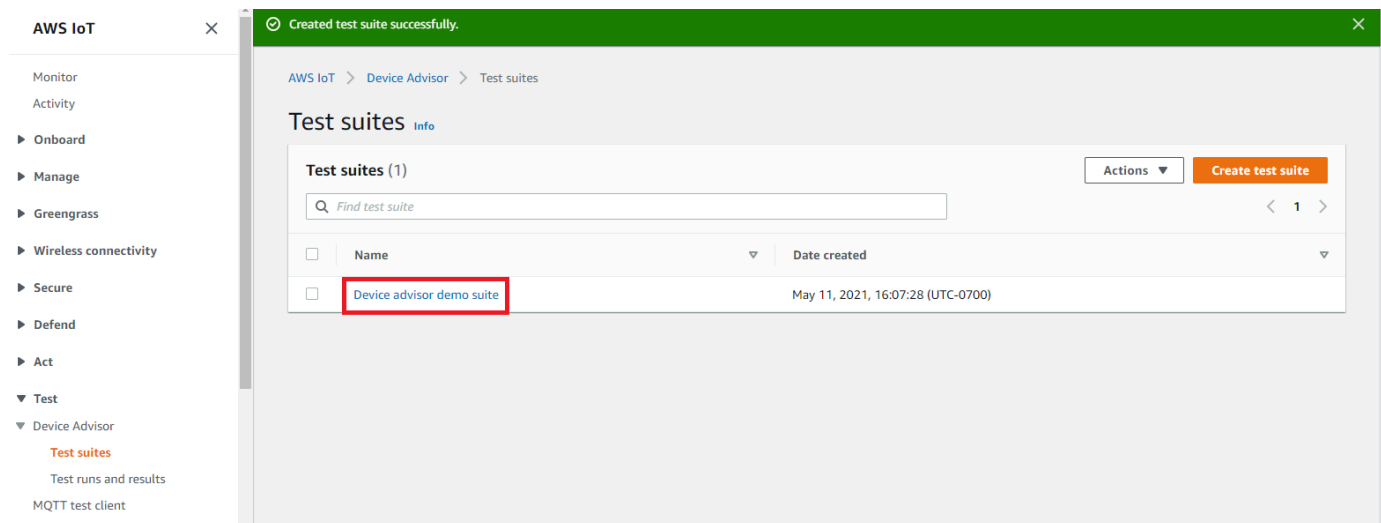 AWS IoT
Monitor
Activity
Onboard
Manage
Greengrass
Wireless connectivity
Secure
Defend
Act
Test
Device Advisor
Test suites
Test runs and results
MQTT test client
Created test suite successfully.
AWS IoT > Device Advisor > Test suites
Test suites Info
Test suites (1)
Actions
Create test suite
Find test suite
1
Name
Date created
Device advisor demo suite
May 11, 2021, 16:07:28 (UTC-0700)